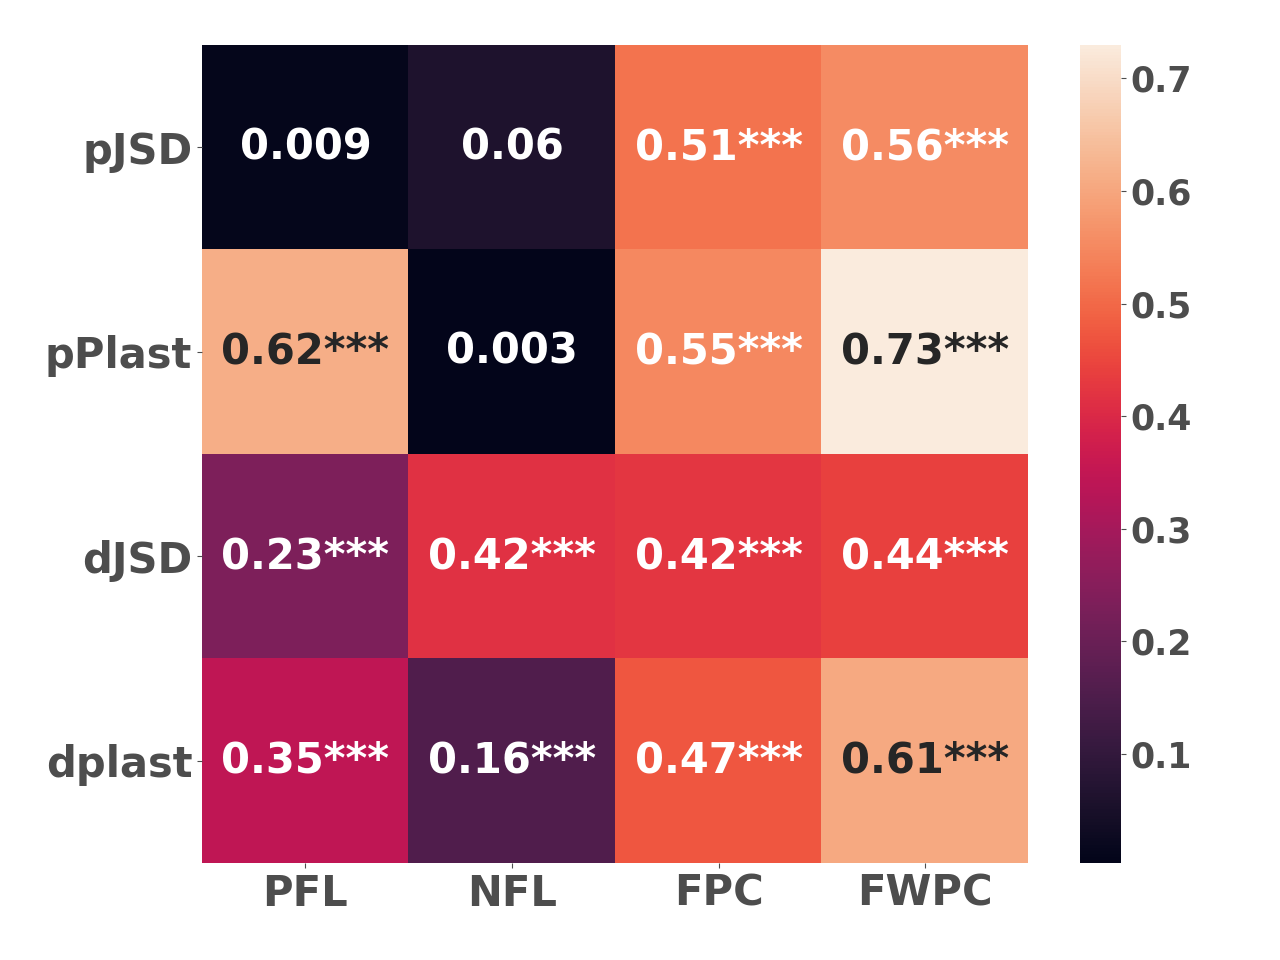 pJSD 0.009 0.06 0.51*** 0.56***
pPlast 0.62*** 0.003 0.55*** 0.73***
dJSD 0.23*** 0.42*** 0.42*** 0.44***
dplast 0.35*** 0.16*** 0.47*** 0.61***
PFL NFL FPC FWPC
0.7
0.6
0.5
0.4
0.3
0.2
0.1